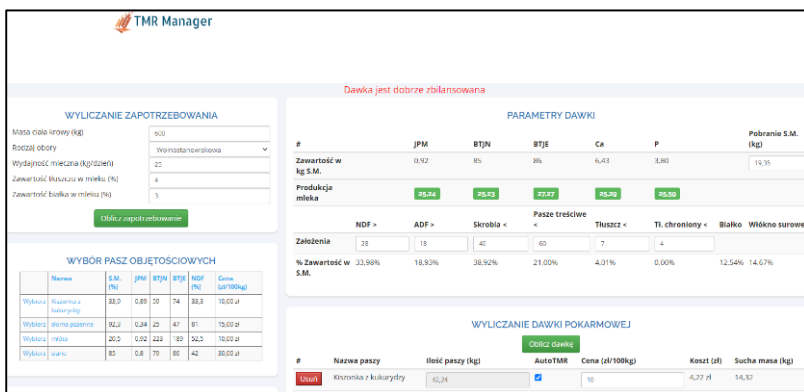 TMR Manager
Dawka jest dobrze zbilansowana
WYLICZANIE ZAPOTRZEBOWANIA
Masa ciała krowy (kg) 600
Rodzaj obory Wolnostanowiskowa
Wydajność mleczna (kg/dzień) 25
Zawartość tłuszczu w mleku (%) 4
Zawartość białka w mleku (%) 3
Oblicz zapotrzebowanie
WYBÓR PASZ OBJĘTOŚCIOWYCH
Nazwa S.M. (%) JPM BTJN BTJE NDF (%) Cena (zł/100kg)
Wybierz Kiszonka z kukurydzy 33,9 0,89 50 74 33,8 10,00 zł
Wybierz słoma pszenna 92,3 0,34 25 47 81 15,00 zł
Wybierz młóto 20,5 0,92 223 189 52,5 10,00 zł
Wybierz siano 85 0,8 79 86 42 30,00 zł
PARAMETRY DAWKI
# JPM BTJN BTJE Ca P Pobranie S.M. (kg)
Zawartość w kg S.M. 0,92 85 86 6,43 3,80 19,35
Produkcja mleka 25,24 25,23 27,27 25,29 25,59
NDF > ADF > Skrobia < Pasze treściwe < Tłuszcz < Tł. chroniony < Białko Włókno surowe
Założenia 28 18 40 60 7 4
% Zawartość w S.M. 33,98% 18,93% 38,92% 21,00% 4,01% 0,00% 12,54% 14,67%
WYLICZANIE DAWKI POKARMOWEJ
Oblicz dawkę
# Nazwa paszy Ilość paszy (kg) AutoTMR Cena (zł/100kg) Koszt (zł) Sucha masa (kg)
Usuń Kiszonka z kukurydzy 42,24 10 4,22 zł 14,32